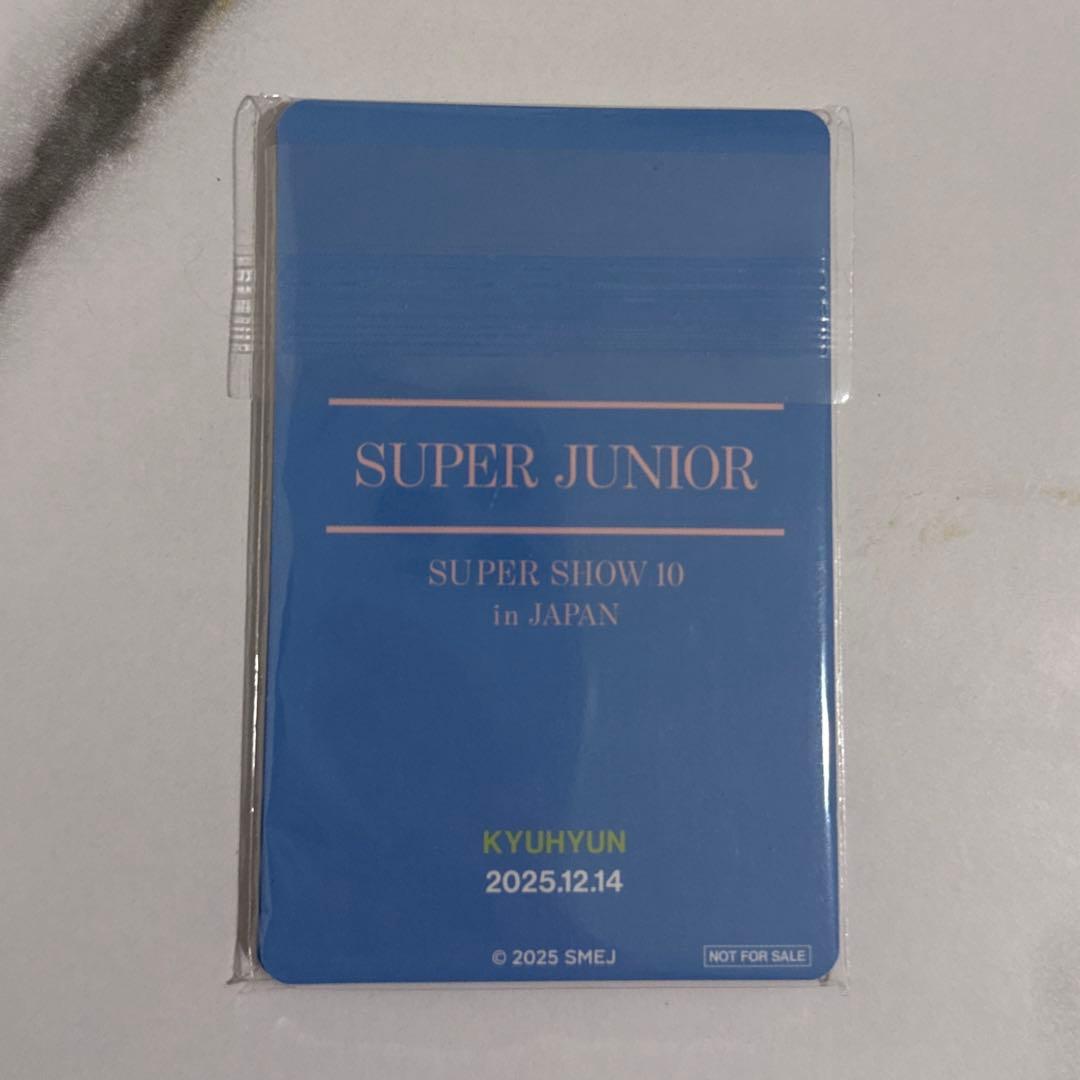 SUPER JUNIOR
SUPER SHOW 10
in JAPAN
KYUHYUN
2025.12.14
© 2025 SMEJ
NOT FOR SALE